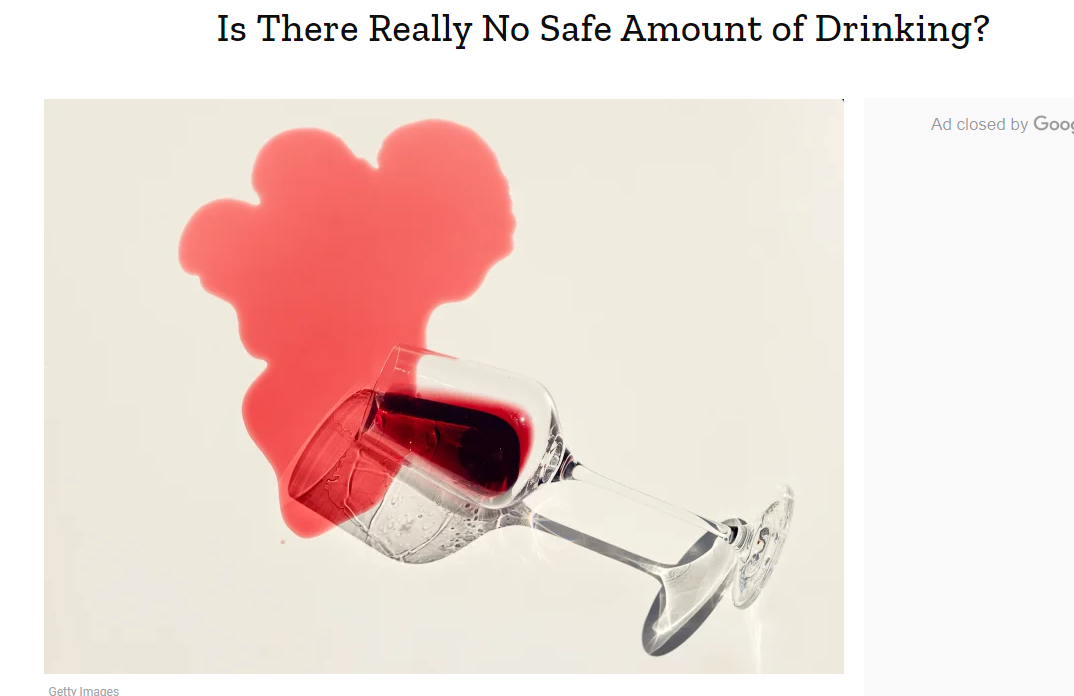 Is There Really No Safe Amount of Drinking?
Ad closed by
Getty Images